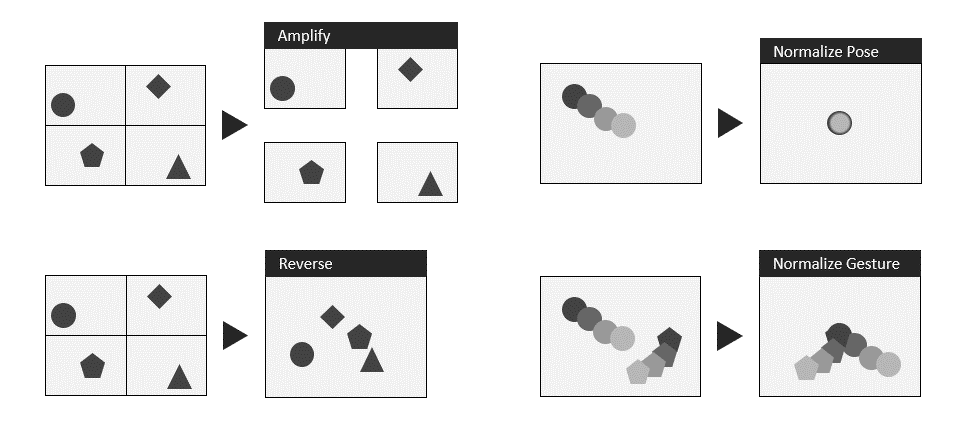 Amplify
Normalize Pose
Reverse
Normalize Gesture